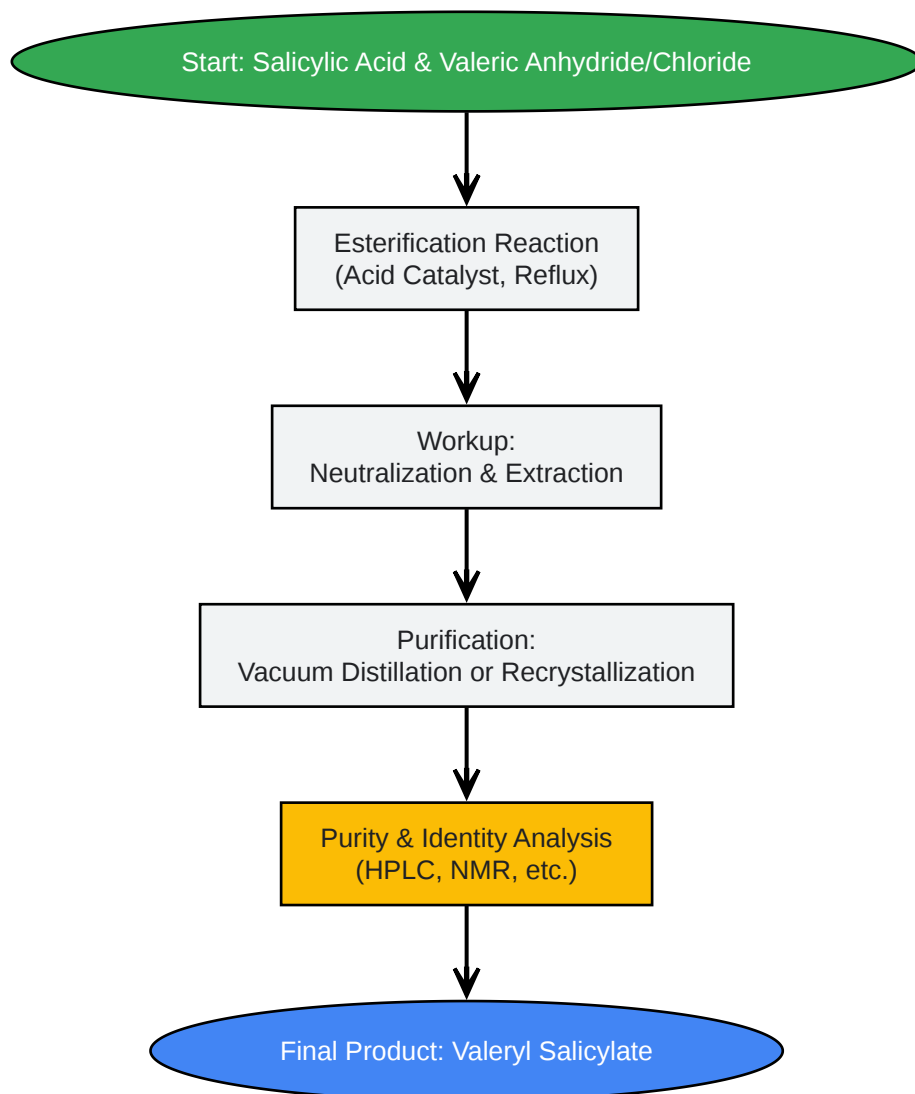 Start: Salicylic Acid & Valeric Anhydride/Chloride
Esterification Reaction
(Acid Catalyst, Reflux)
Workup:
Neutralization & Extraction
Purification:
Vacuum Distillation or Recrystallization
Purity & Identity Analysis
(HPLC, NMR, etc.)
Final Product: Valeryl Salicylate